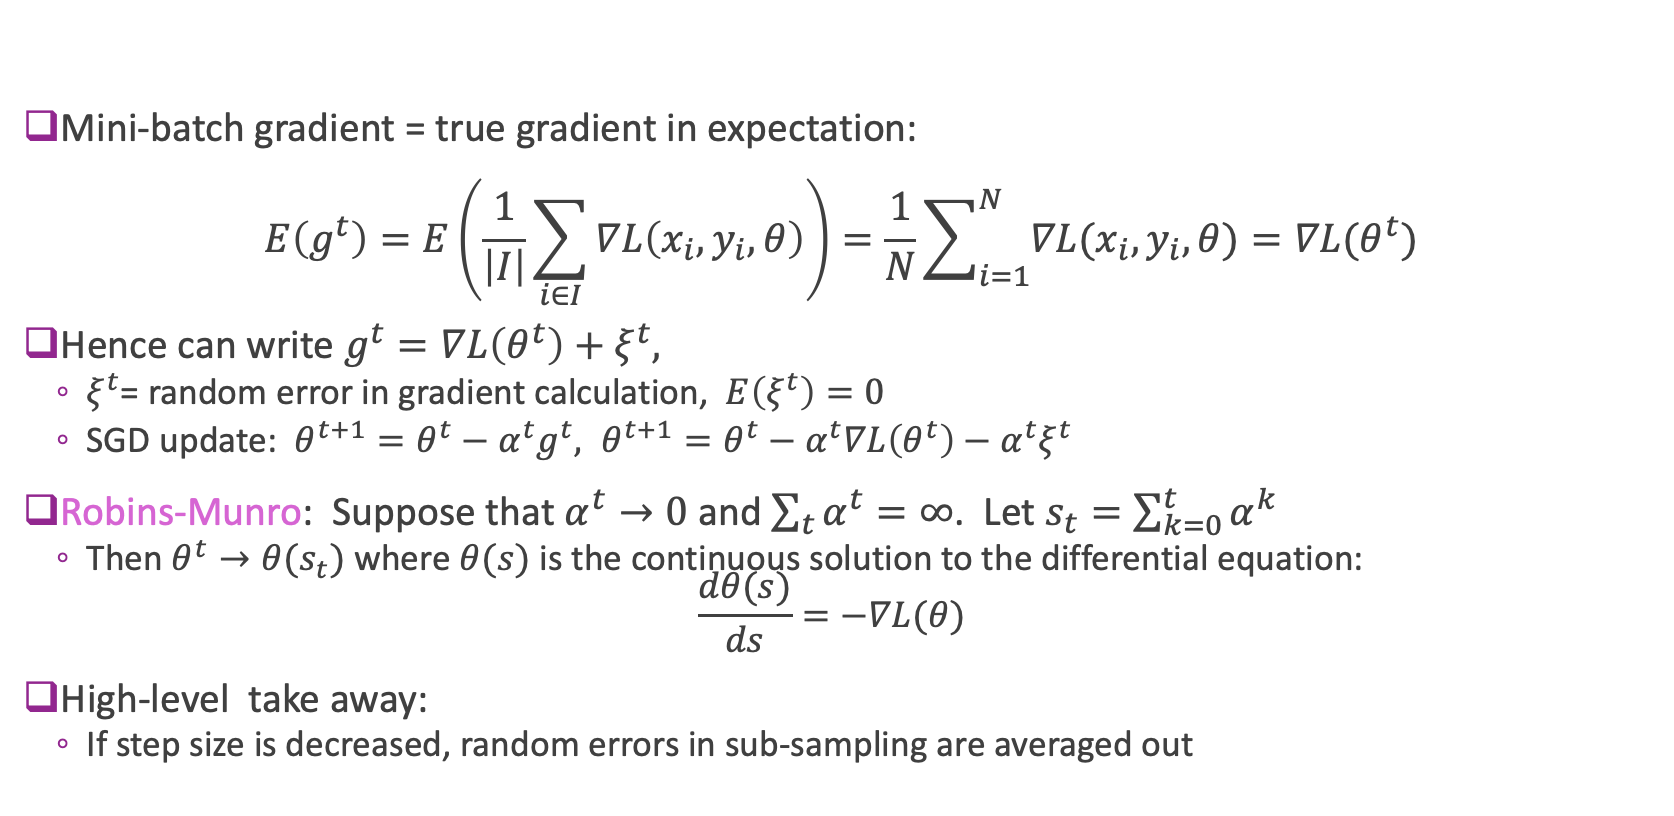 ❑Mini-batch gradient = true gradient in expectation:
E(g^t) = E(1/|I| ∑_{i∈I} ∇L(x_i, y_i, θ)) = 1/N ∑_{i=1}^N ∇L(x_i, y_i, θ) = ∇L(θ^t)
❑Hence can write g^t = ∇L(θ^t) + ξ^t,
◦ ξ^t= random error in gradient calculation, E(ξ^t) = 0
◦ SGD update: θ^{t+1} = θ^t − α^t g^t, θ^{t+1} = θ^t − α^t∇L(θ^t) − α^tξ^t
❑Robins-Munro: Suppose that α^t → 0 and ∑_t α^t = ∞. Let s_t = ∑_{k=0}^t α^k
◦ Then θ^t → θ(s_t) where θ(s) is the continuous solution to the differential equation:
dθ(s)/ds = −∇L(θ)
❑High-level take away:
◦ If step size is decreased, random errors in sub-sampling are averaged out